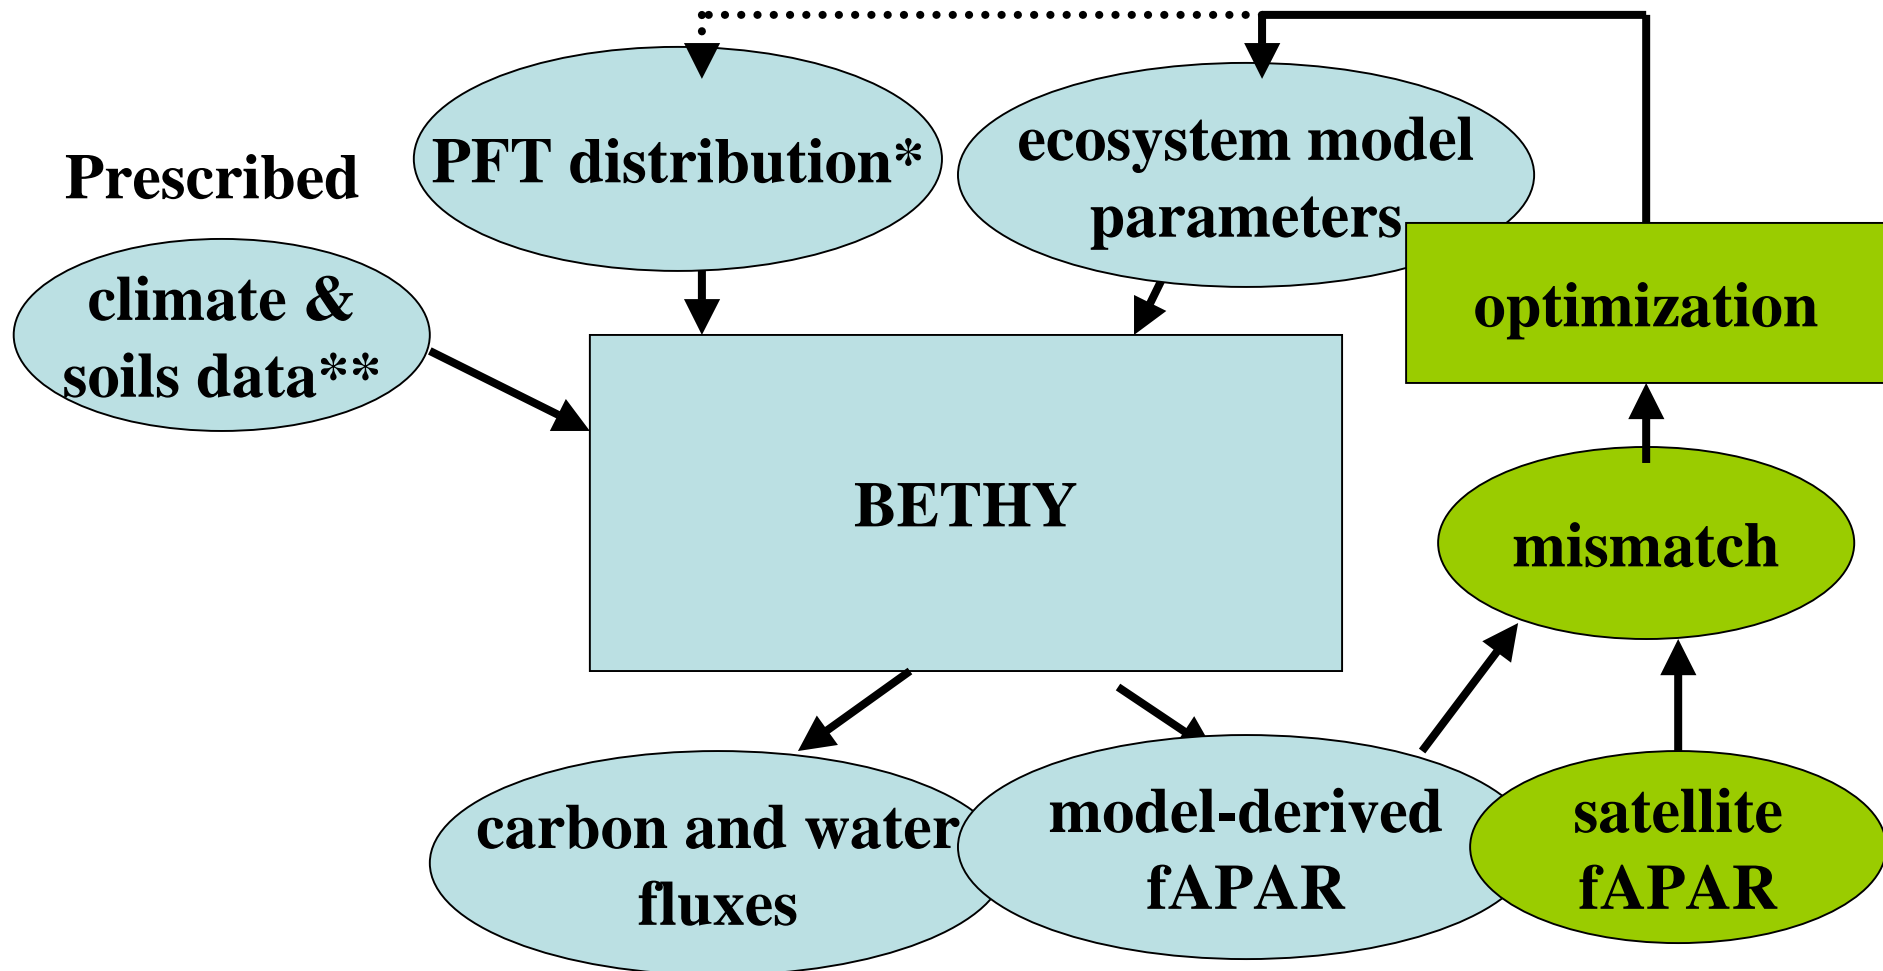 Prescribed
PFT distribution*
ecosystem model
parameters
climate &
soils data**
optimization
BETHY
mismatch
carbon and water
fluxes
model-derived
fAPAR
satellite
fAPAR